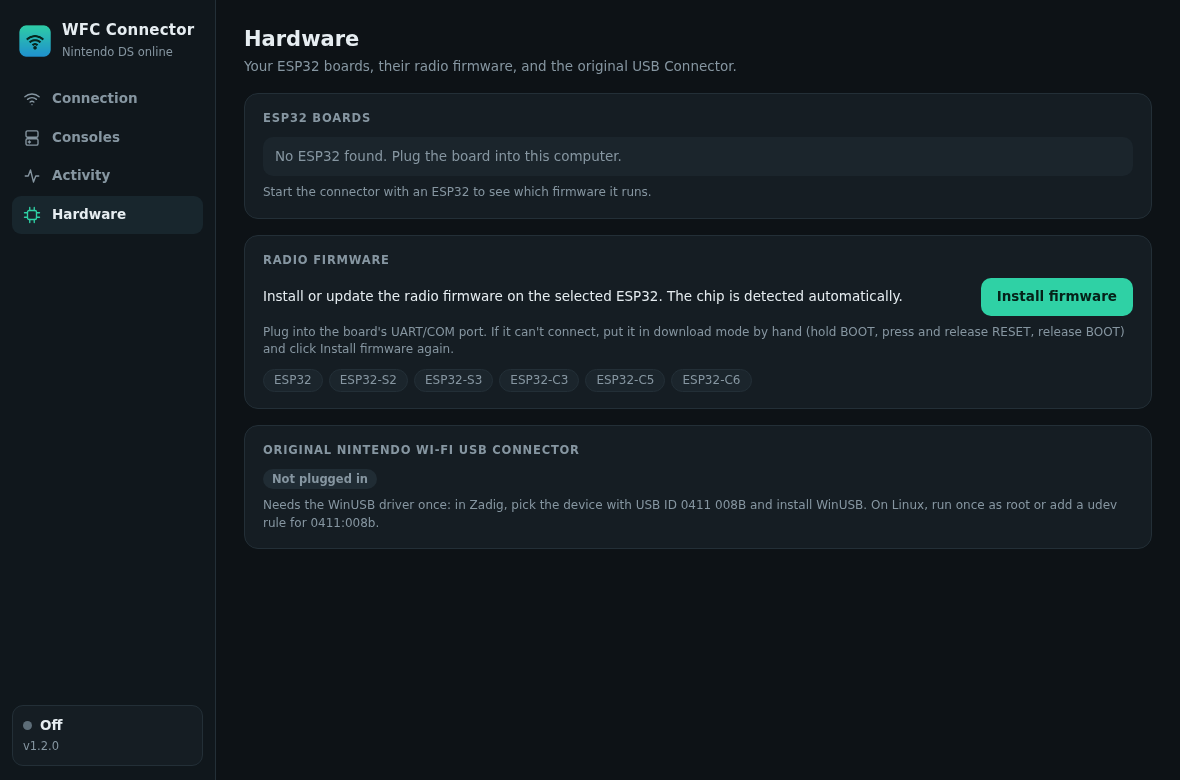 WFC Connector
Nintendo DS online
Connection
Consoles
Activity
Hardware
Off
v1.2.0
Hardware
Your ESP32 boards, their radio firmware, and the original USB Connector.
ESP32 BOARDS
No ESP32 found. Plug the board into this computer.
Start the connector with an ESP32 to see which firmware it runs.
RADIO FIRMWARE
Install or update the radio firmware on the selected ESP32. The chip is detected automatically.
Install firmware
Plug into the board's UART/COM port. If it can't connect, put it in download mode by hand (hold BOOT, press and release RESET, release BOOT)
and click Install firmware again.
ESP32
ESP32-S2
ESP32-S3
ESP32-C3
ESP32-C5
ESP32-C6
ORIGINAL NINTENDO WI-FI USB CONNECTOR
Not plugged in
Needs the WinUSB driver once: in Zadig, pick the device with USB ID 0411 008B and install WinUSB. On Linux, run once as root or add a udev
rule for 0411:008b.